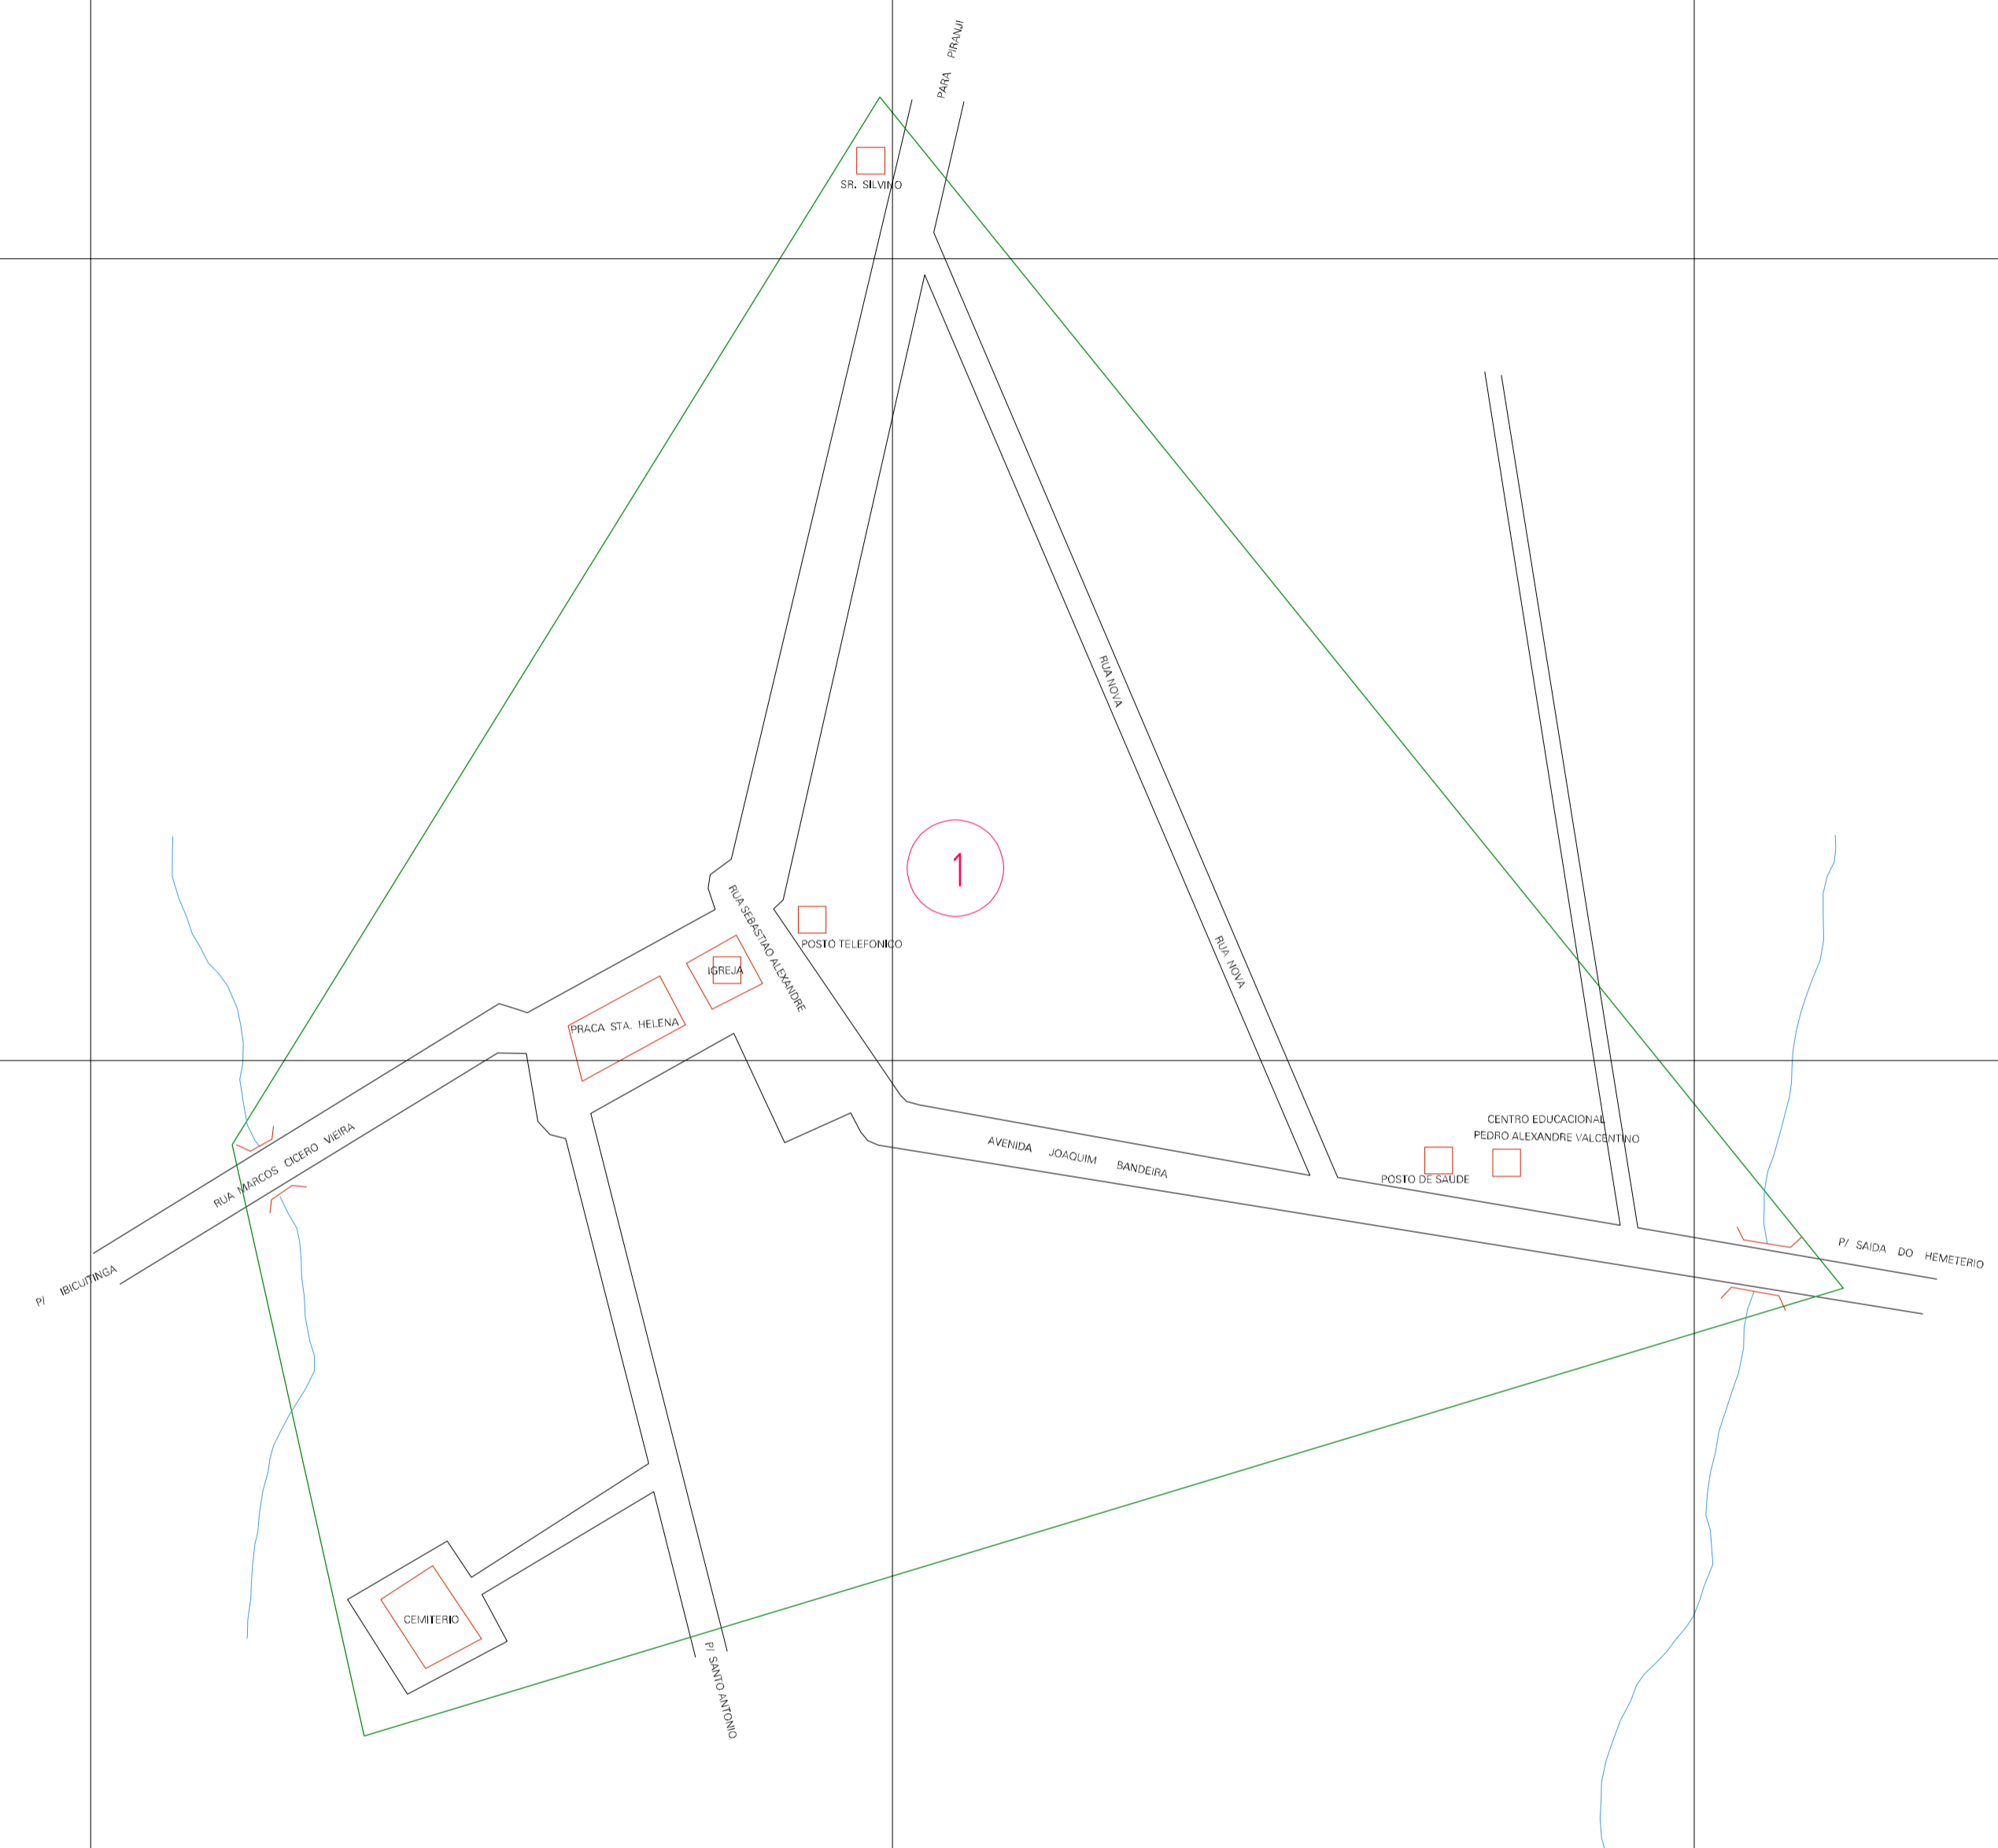 PARA PIRANJI
SR. SILVINO
RUA NOVA
1
RUA SEBASTIAO ALEXANDRE
POSTO TELEFONICO
RUA NOVA
IGREJA
PRACA STA. HELENA
CENTRO EDUCACIONAL
PEDRO ALEXANDRE VALCENTINO
RUA MARCOS CICERO VIEIRA
AVENIDA JOAQUIM BANDEIRA
POSTO DE SAUDE
P/ SAIDA DO HEMETERIO
P/ IBICUITINGA
CEMITERIO
P/ SANTO ANTONIO